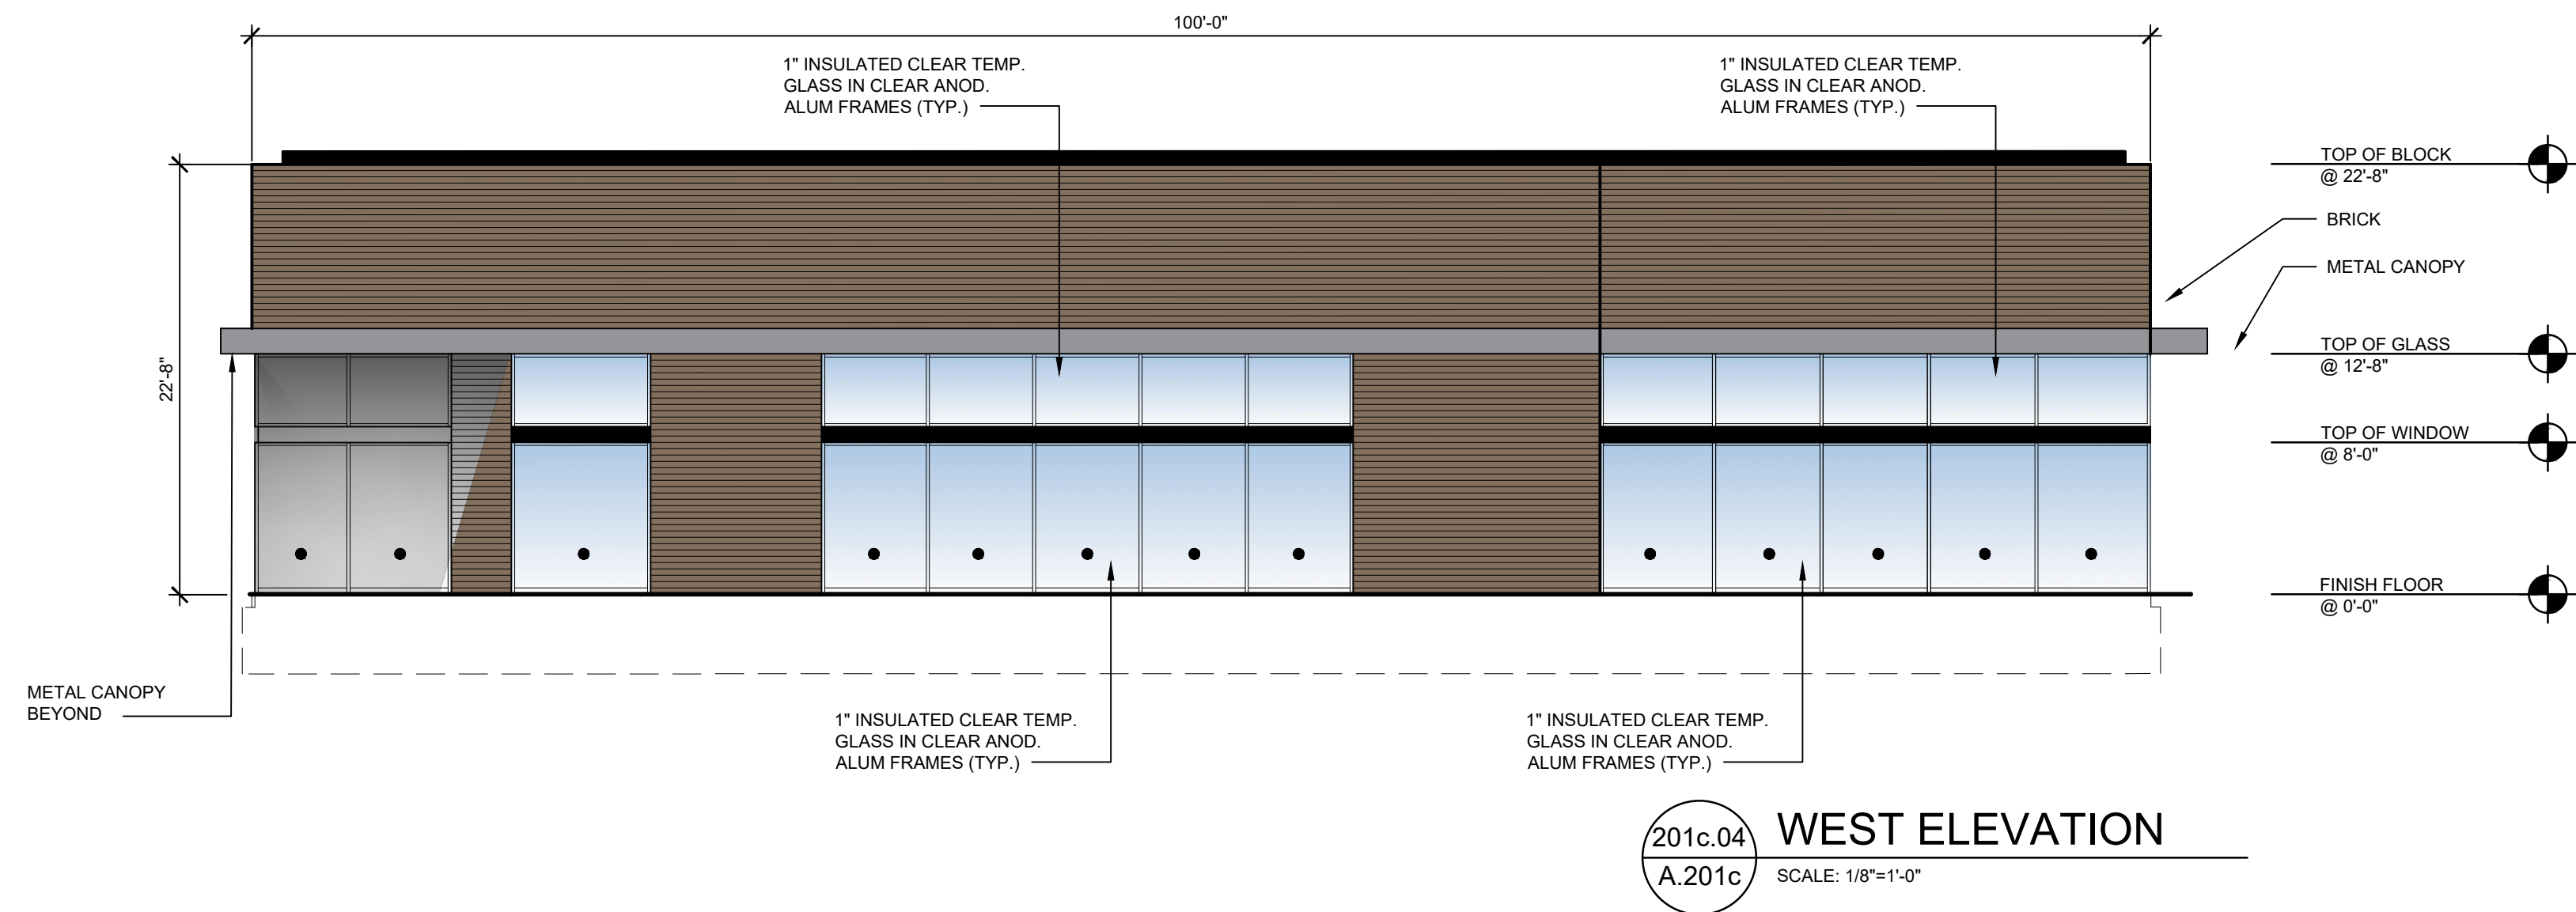 100'-0"
1" INSULATED CLEAR TEMP.
GLASS IN CLEAR ANOD.
ALUM FRAMES (TYP.)
1" INSULATED CLEAR TEMP.
GLASS IN CLEAR ANOD.
ALUM FRAMES (TYP.)
TOP OF BLOCK
@ 22'-8"
BRICK
METAL CANOPY
TOP OF GLASS
@ 12'-8"
22'-8"
TOP OF WINDOW
@ 8'-0"
FINISH FLOOR
@ 0'-0"
METAL CANOPY
BEYOND
1" INSULATED CLEAR TEMP.
GLASS IN CLEAR ANOD.
ALUM FRAMES (TYP.)
1" INSULATED CLEAR TEMP.
GLASS IN CLEAR ANOD.
ALUM FRAMES (TYP.)
201c.04
A.201c
WEST ELEVATION
SCALE: 1/8"=1'-0"